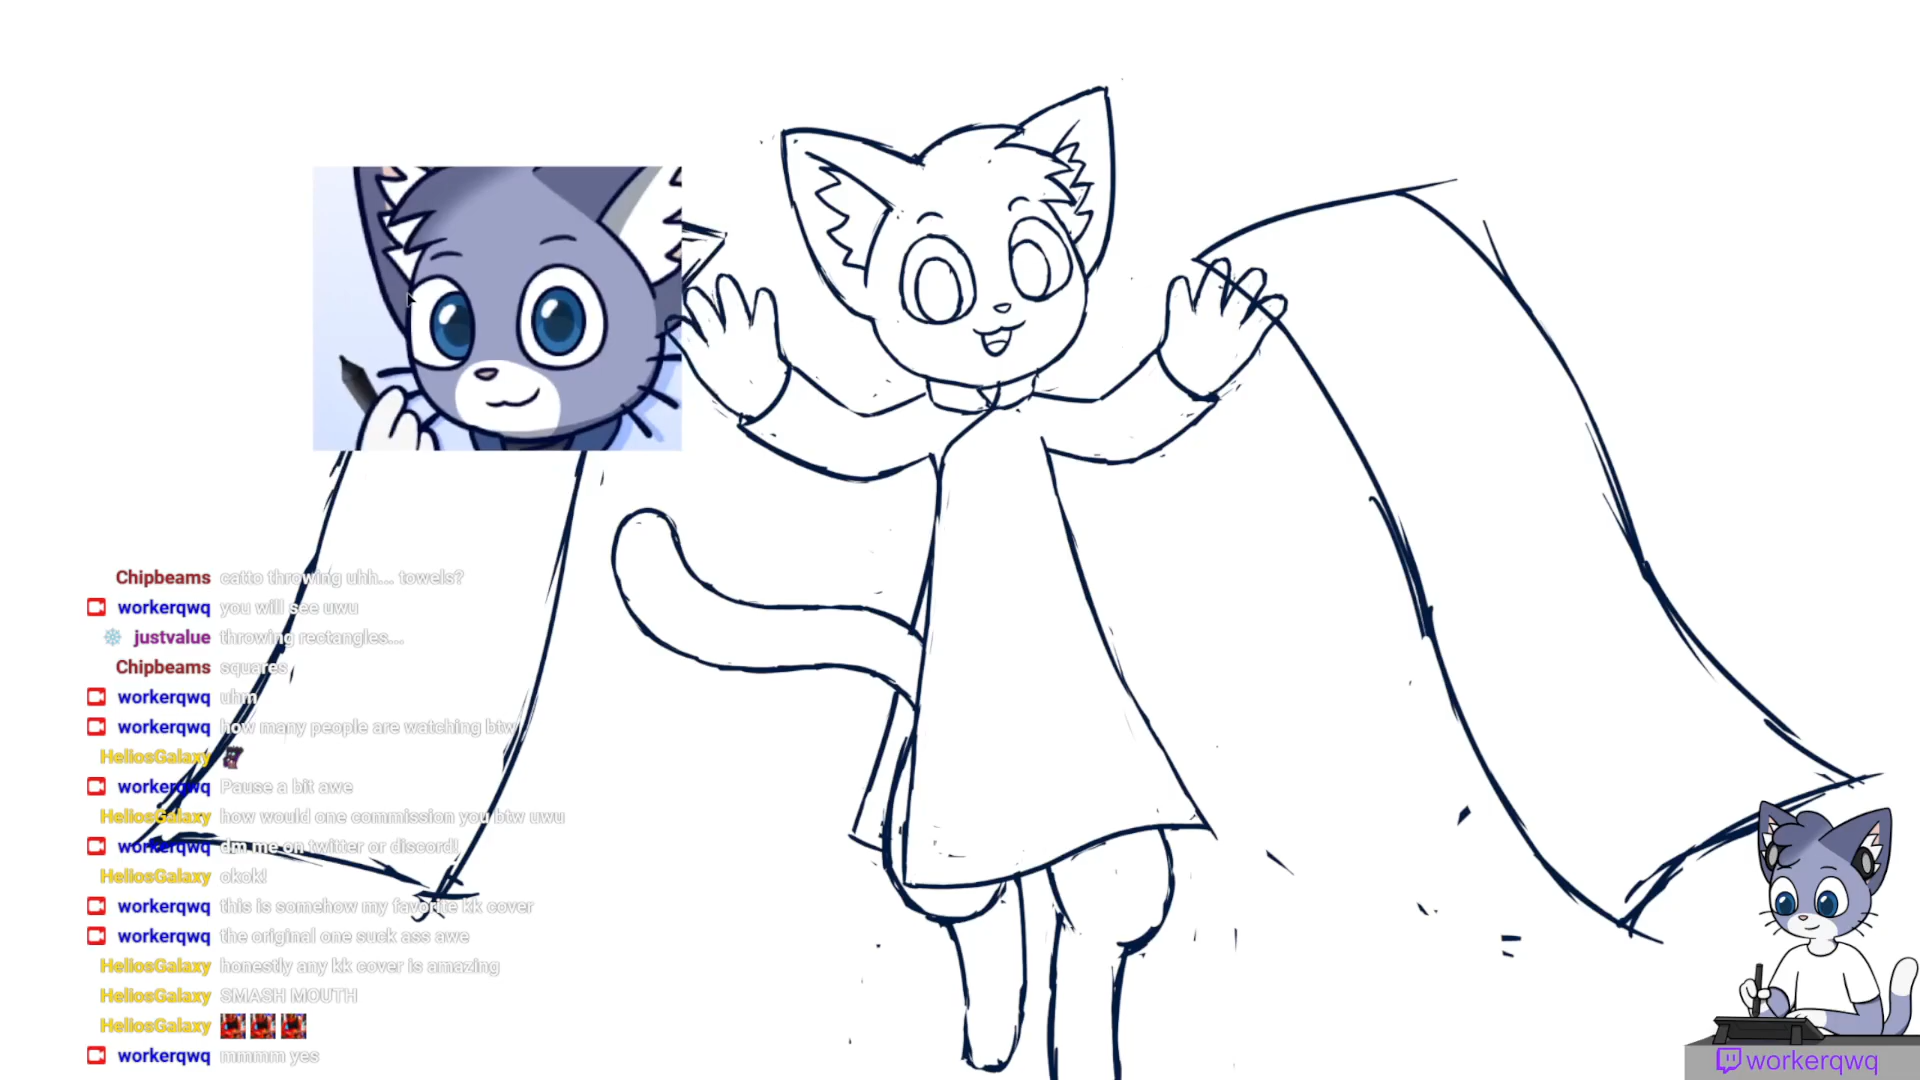 Chipbeams catto throwing uhh... towels?
workerqwq you will see uwu
justvalue throwing rectangles...
Chipbeams squares
workerqwq uhm
workerqwq how many people are watching btw
HeliosGalaxy
workerqwq Pause a bit awe
HeliosGalaxy how would one commission you btw uwu
workerqwq dm me on twitter or discord!
HeliosGalaxy okok!
workerqwq this is somehow my favorite kk cover
workerqwq the original one suck ass awe
HeliosGalaxy honestly any kk cover is amazing
HeliosGalaxy SMASH MOUTH
HeliosGalaxy
workerqwq mmmm yes
workerqwq